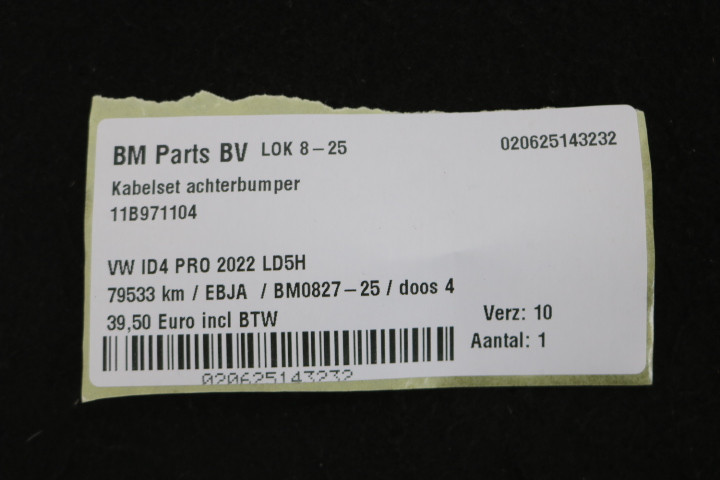 BM Parts BV LOK 8-25 020625143232
Kabelset achterbumper
11B971104
VW ID4 PRO 2022 LD5H
79533 km / EBJA / BM0827-25 / doos 4
39,50 Euro incl BTW Verz: 10
Aantal: 1
020625143232